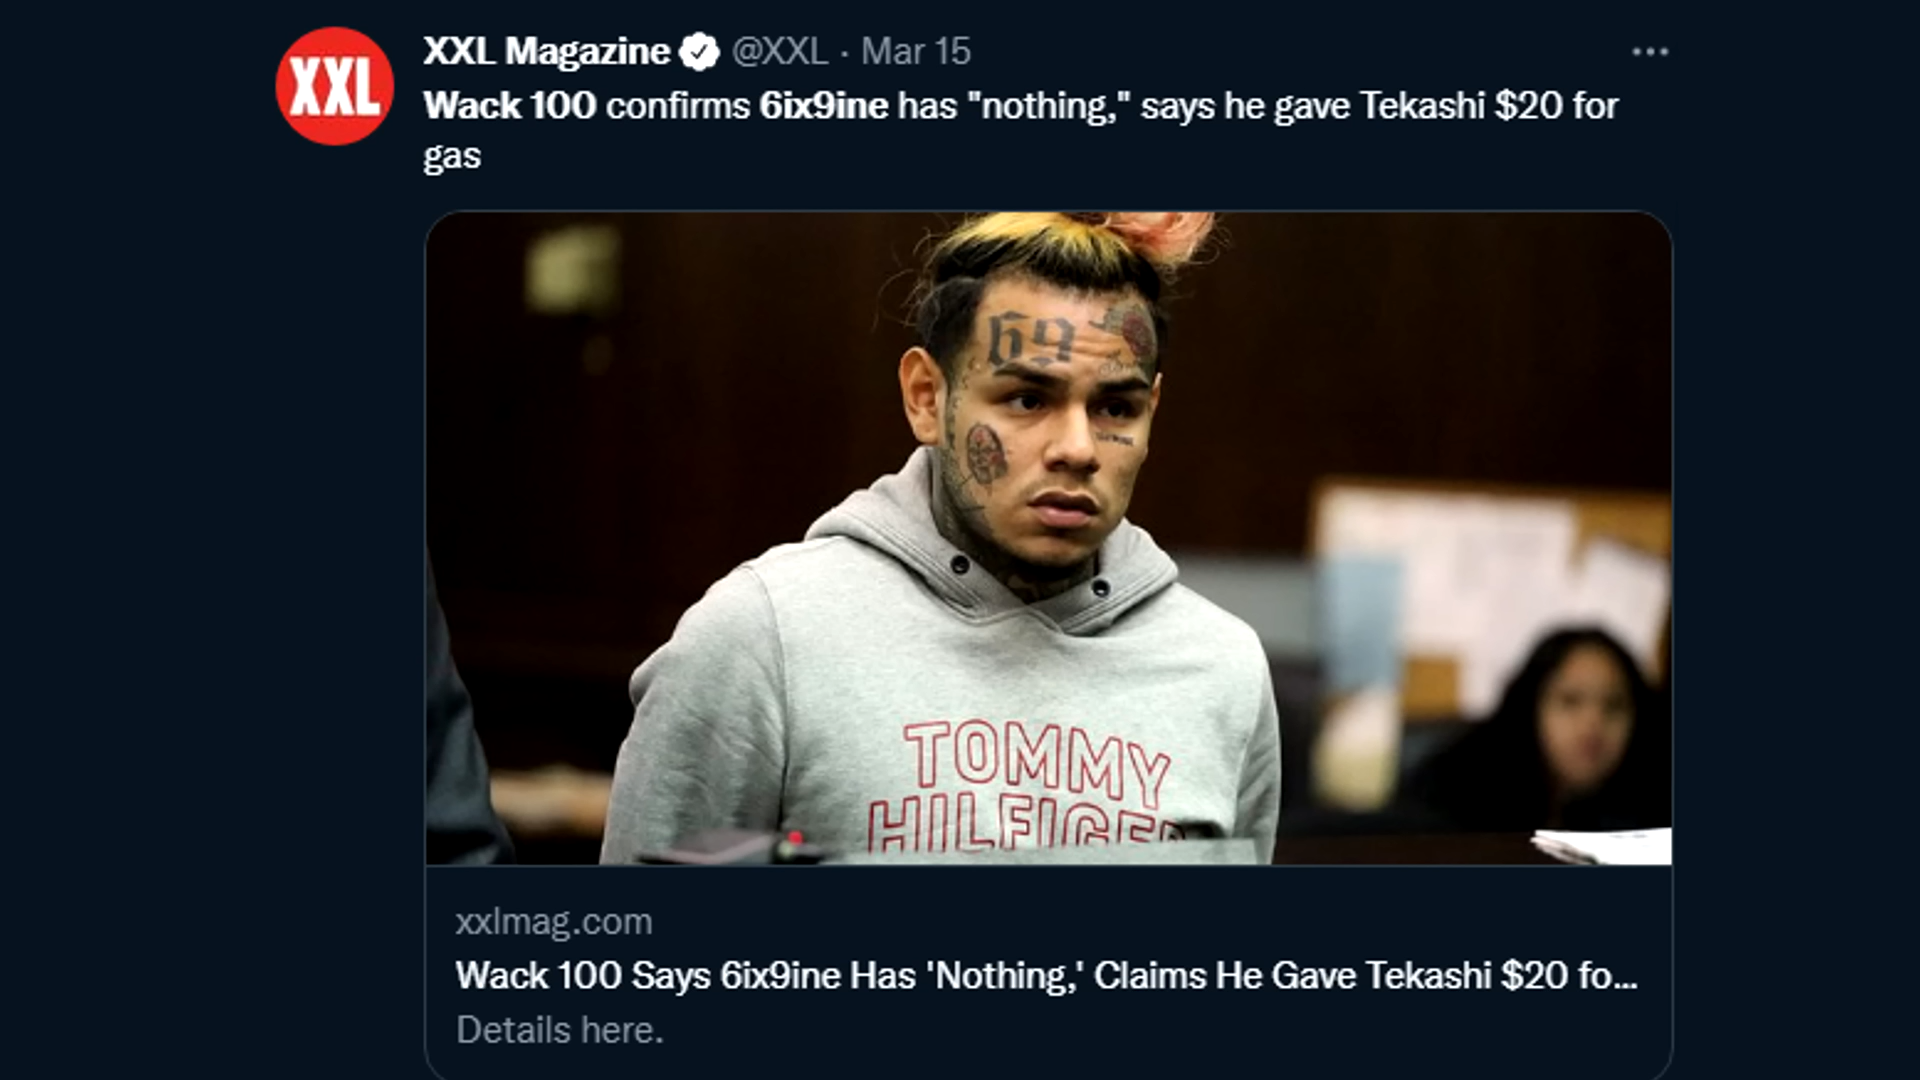 XXL
XXL Magazine @XXL · Mar 15
Wack 100 confirms 6ix9ine has "nothing," says he gave Tekashi $20 for
gas
69
TOMMY
HILFIGER
xxlmag.com
Wack 100 Says 6ix9ine Has 'Nothing,' Claims He Gave Tekashi $20 fo...
Details here.